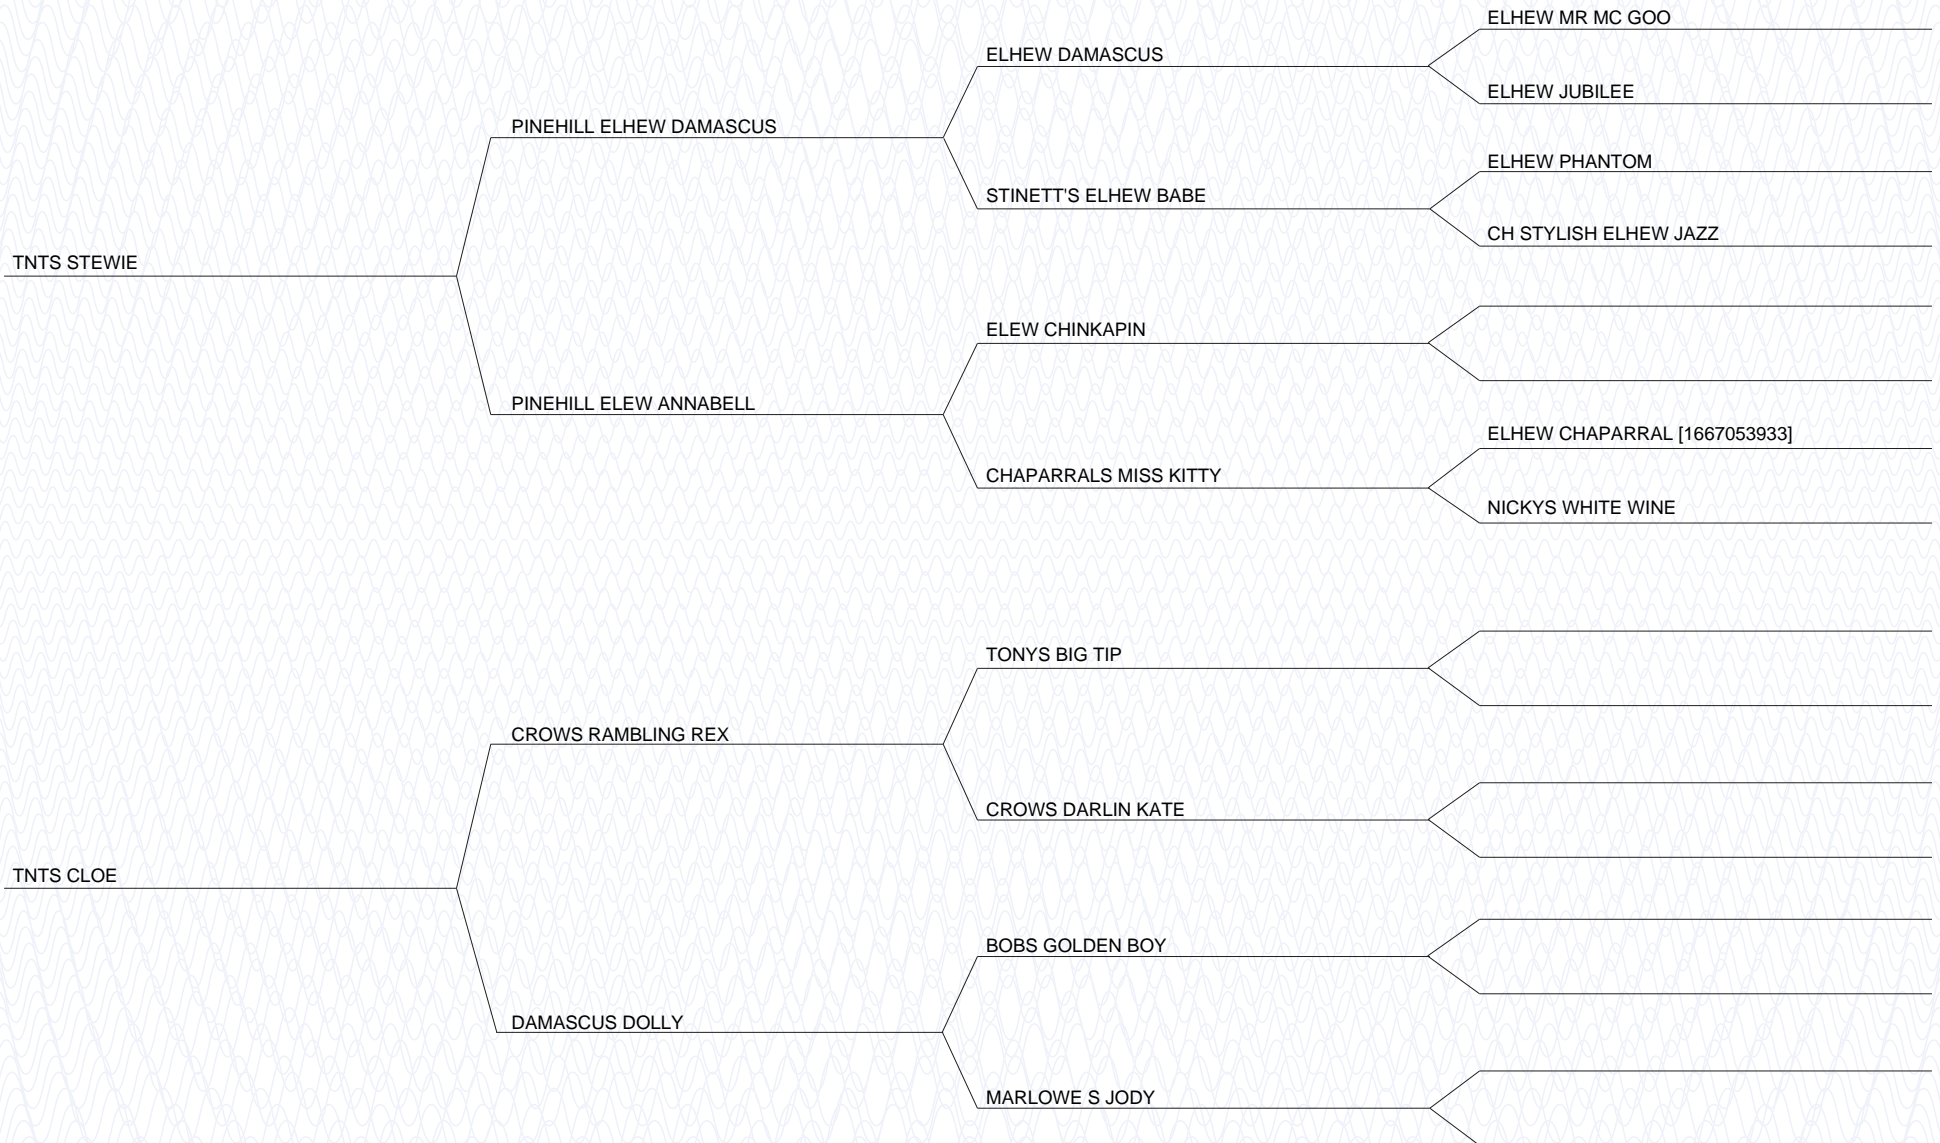 ELHEW MR MC GOO
ELHEW DAMASCUS
ELHEW JUBILEE
PINEHILL ELHEW DAMASCUS
ELHEW PHANTOM
STINETT'S ELHEW BABE
CH STYLISH ELHEW JAZZ
TNTS STEWIE
ELEW CHINKAPIN
PINEHILL ELEW ANNABELL
ELHEW CHAPARRAL [1667053933]
CHAPARRALS MISS KITTY
NICKYS WHITE WINE
TONYS BIG TIP
CROWS RAMBLING REX
CROWS DARLIN KATE
TNTS CLOE
BOBS GOLDEN BOY
DAMASCUS DOLLY
MARLOWE S JODY